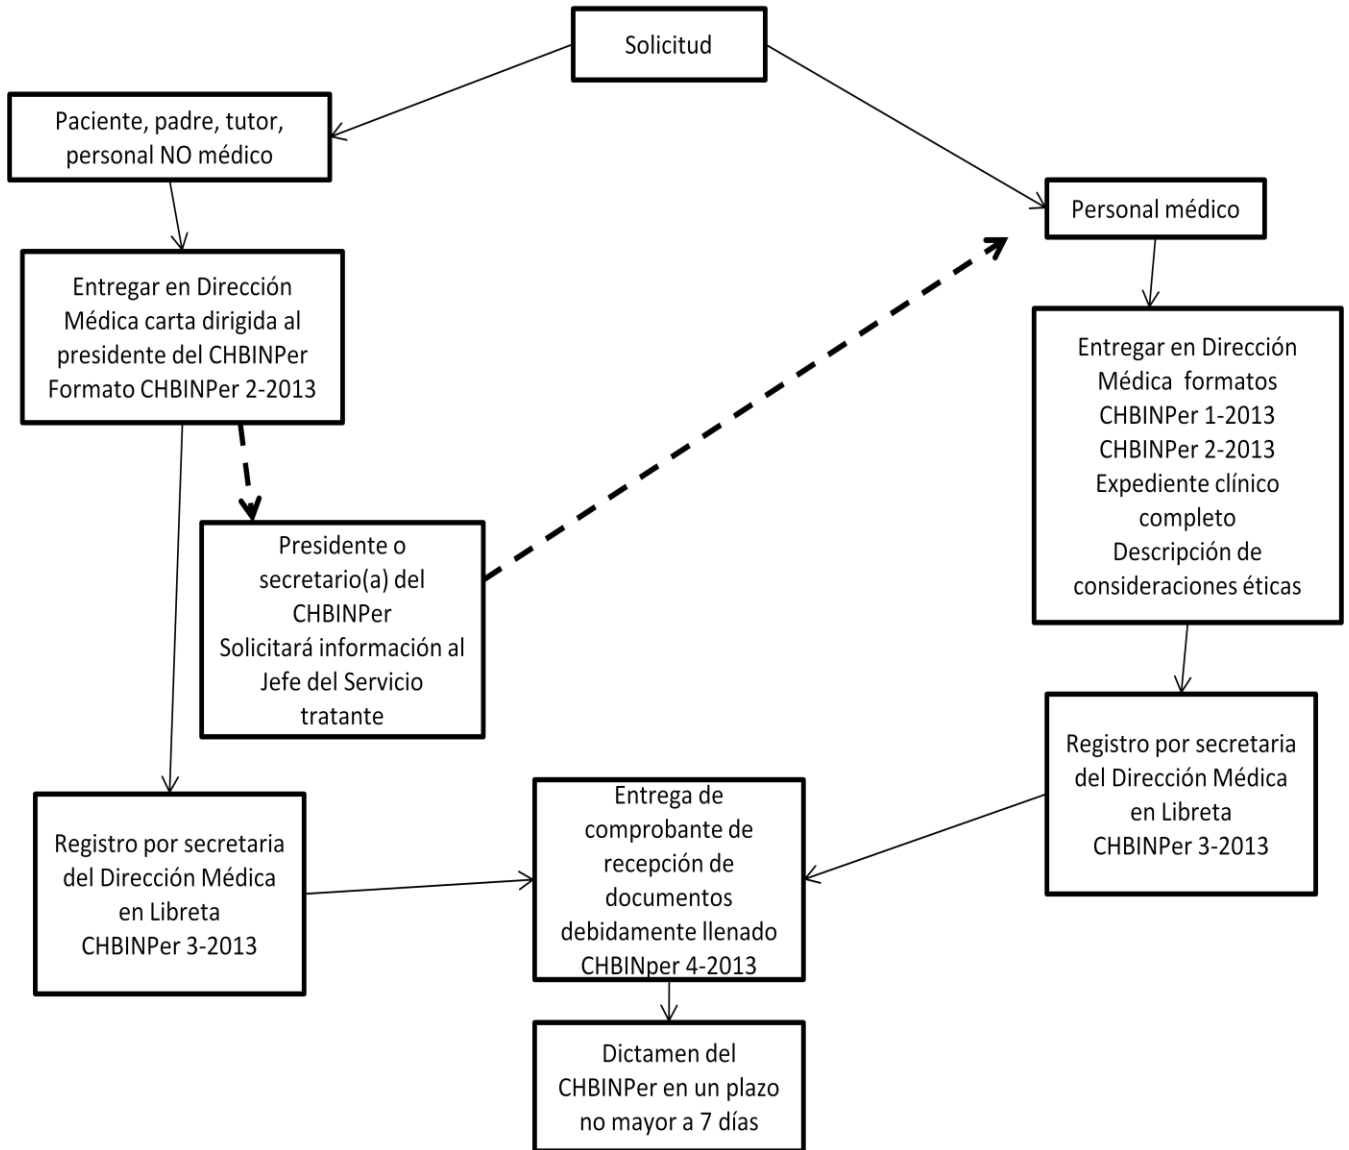 Solicitud
Paciente, padre, tutor,
personal NO médico
Personal médico
Entregar en Dirección
Médica carta dirigida al
presidente del CHBINPer
Formato CHBINPer 2-2013
Entregar en Dirección
Médica formatos
CHBINPer 1-2013
CHBINPer 2-2013
Expediente clínico
completo
Descripción de
consideraciones éticas
Presidente o
secretario(a) del
CHBINPer
Solicitará información al
Jefe del Servicio
tratante
Registro por secretaria
del Dirección Médica
en Libreta
CHBINPer 3-2013
Registro por secretaria
del Dirección Médica
en Libreta
CHBINPer 3-2013
Entrega de
comprobante de
recepción de
documentos
debidamente llenado
CHBINper 4-2013
Dictamen del
CHBINPer en un plazo
no mayor a 7 días